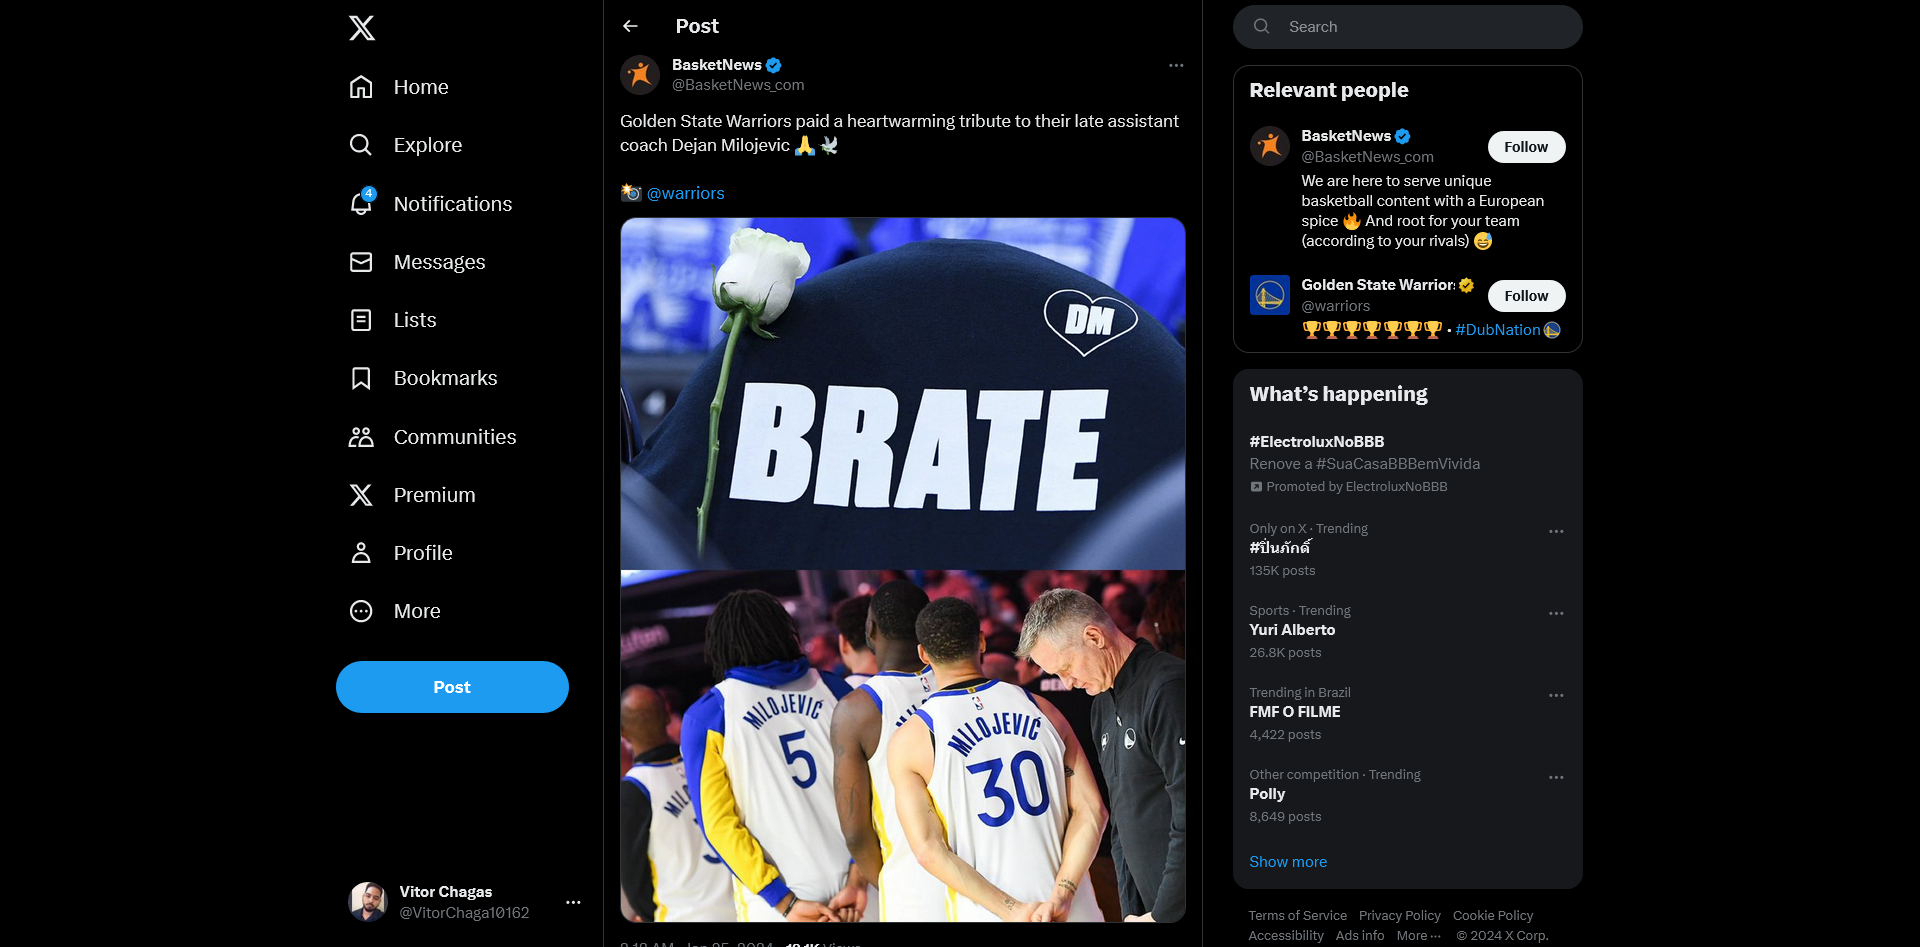 Home
Explore
4
Notifications
Messages
Lists
Bookmarks
Communities
Premium
Profile
More
Post
Vitor Chagas
@VitorChaga10162
Post
BasketNews
@BasketNews_com
Golden State Warriors paid a heartwarming tribute to their late assistant
coach Dejan Milojevic 🙏 🕊️
📸 @warriors
DM
BRATE
MILOJEVIĆ
5
MILOJEVIĆ
30
Search
Relevant people
BasketNews
@BasketNews_com
Follow
We are here to serve unique
basketball content with a European
spice 🔥 And root for your team
(according to your rivals) 😅
Golden State Warrior
@warriors
Follow
🏆🏆🏆🏆🏆🏆🏆 • #DubNation
What's happening
#ElectroluxNoBBB
Renove a #SuaCasaBBBemVivida
Promoted by ElectroluxNoBBB
Only on X · Trending
#ปิ่นภักดิ์
135K posts
Sports · Trending
Yuri Alberto
26.8K posts
Trending in Brazil
FMF O FILME
4,422 posts
Other competition · Trending
Polly
8,649 posts
Show more
Terms of Service Privacy Policy Cookie Policy
Accessibility Ads info More ··· © 2024 X Corp.